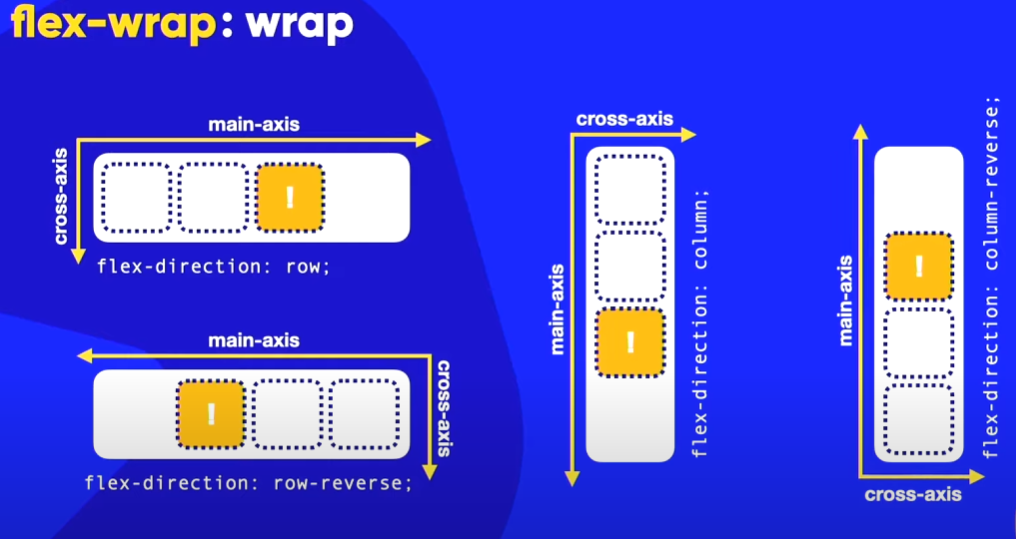 flex-wrap: wrap
main-axis
cross-axis
!
flex-direction: row;
main-axis
cross-axis
!
flex-direction: row-reverse;
cross-axis
main-axis
!
flex-direction: column;
main-axis
!
cross-axis
flex-direction: column-reverse;